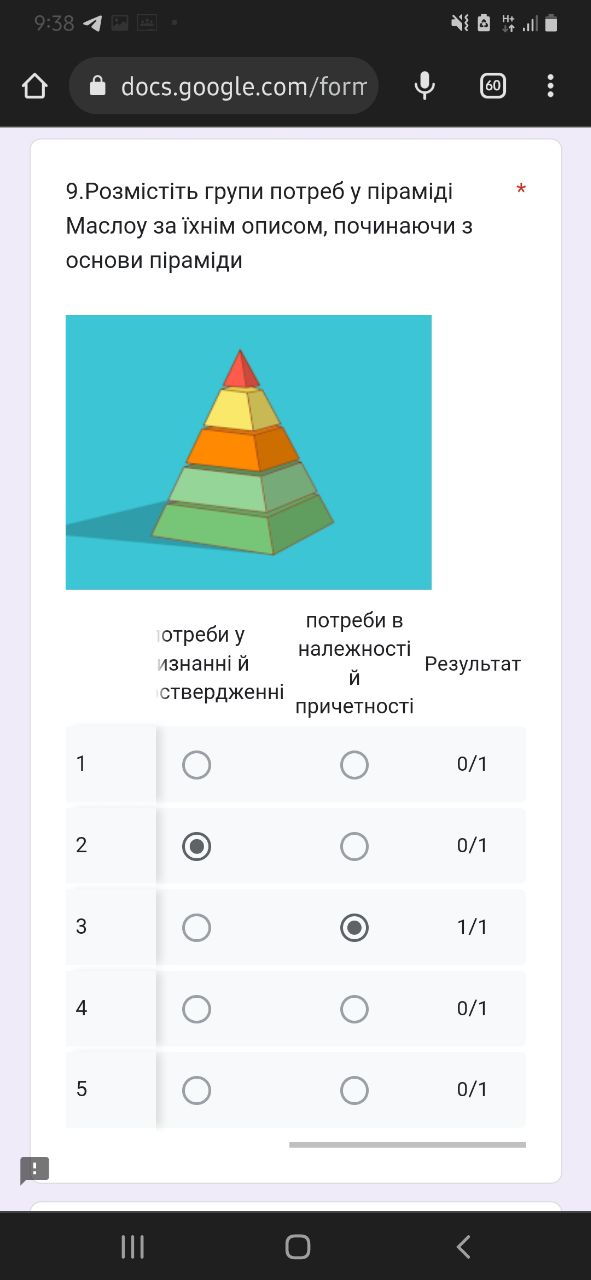 9:38
H+
docs.google.com/form
60
9.Розмістіть групи потреб у піраміді *
Маслоу за їхнім описом, починаючи з
основи піраміди
отреби у
изнанні й
ствердженні
потреби в
належності
й
причетності
Результат
1 0/1
2 0/1
3 1/1
4 0/1
5 0/1